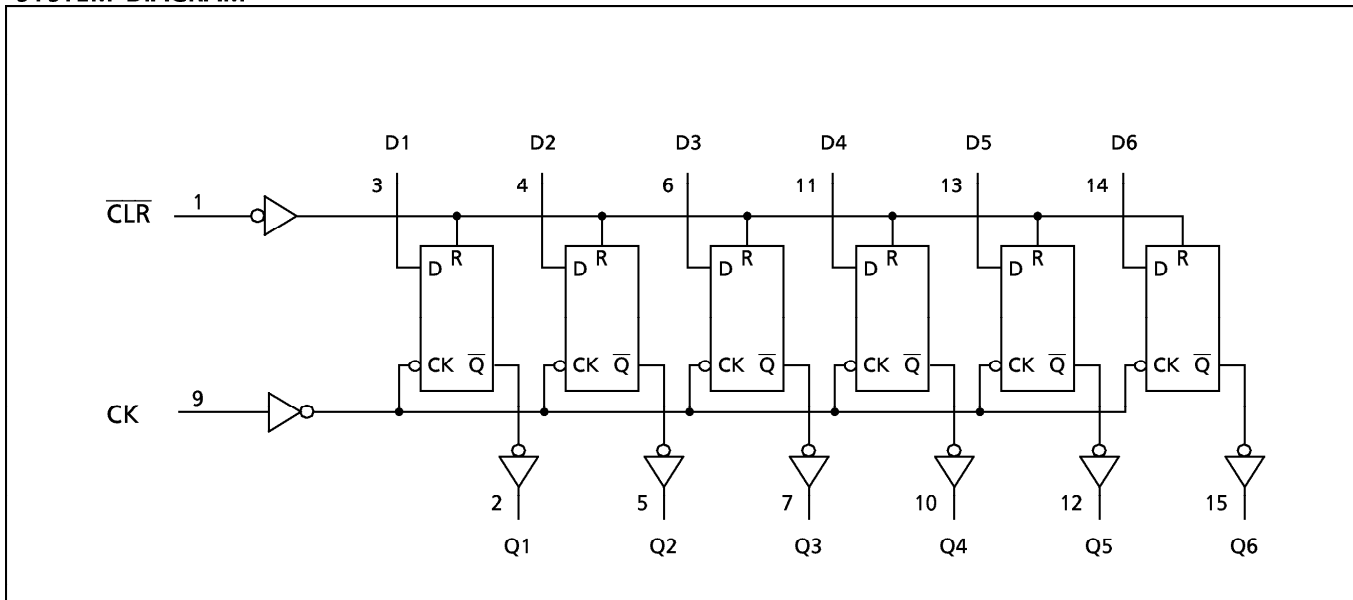 SYSTEM DIAGRAM
D1 D2 D3 D4 D5 D6
3 4 6 11 13 14
C̅L̅R̅ 1
R R R R R R
D D D D D D
CK Q̅ CK Q̅ CK Q̅ CK Q̅ CK Q̅ CK Q̅
CK 9
2 5 7 10 12 15
Q1 Q2 Q3 Q4 Q5 Q6